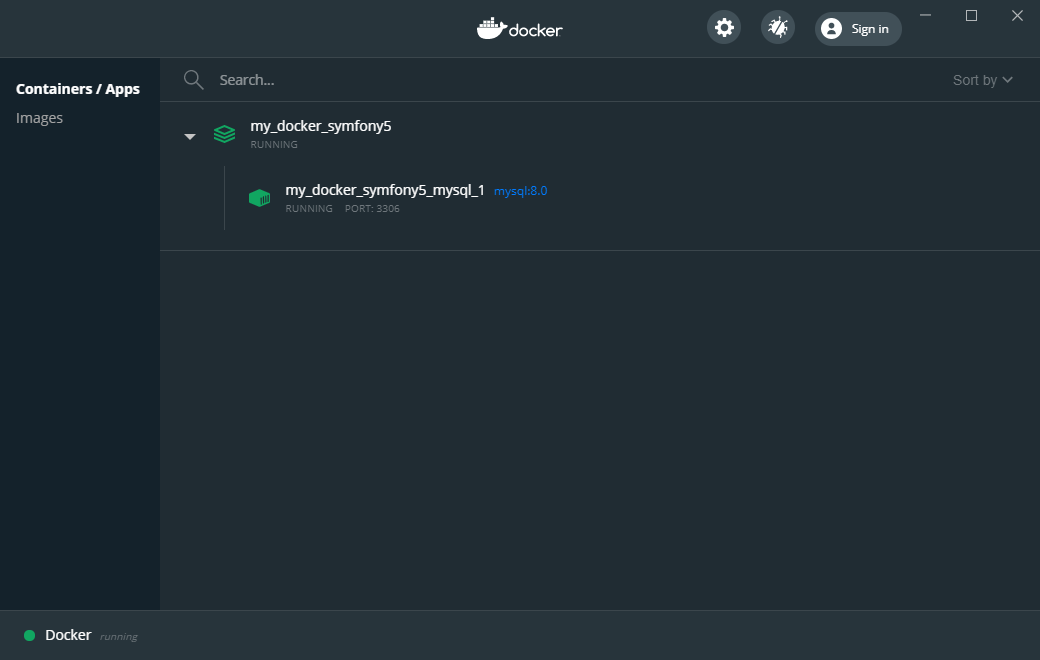 docker
Sign in
Containers / Apps
Images
Search...
Sort by
my_docker_symfony5
RUNNING
my_docker_symfony5_mysql_1 mysql:8.0
RUNNING PORT: 3306
Docker running